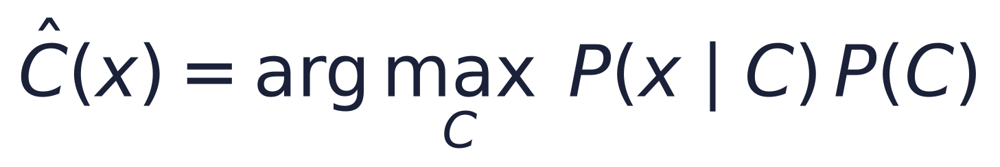 Ĉ(x) = arg max P(x | C) P(C)
C